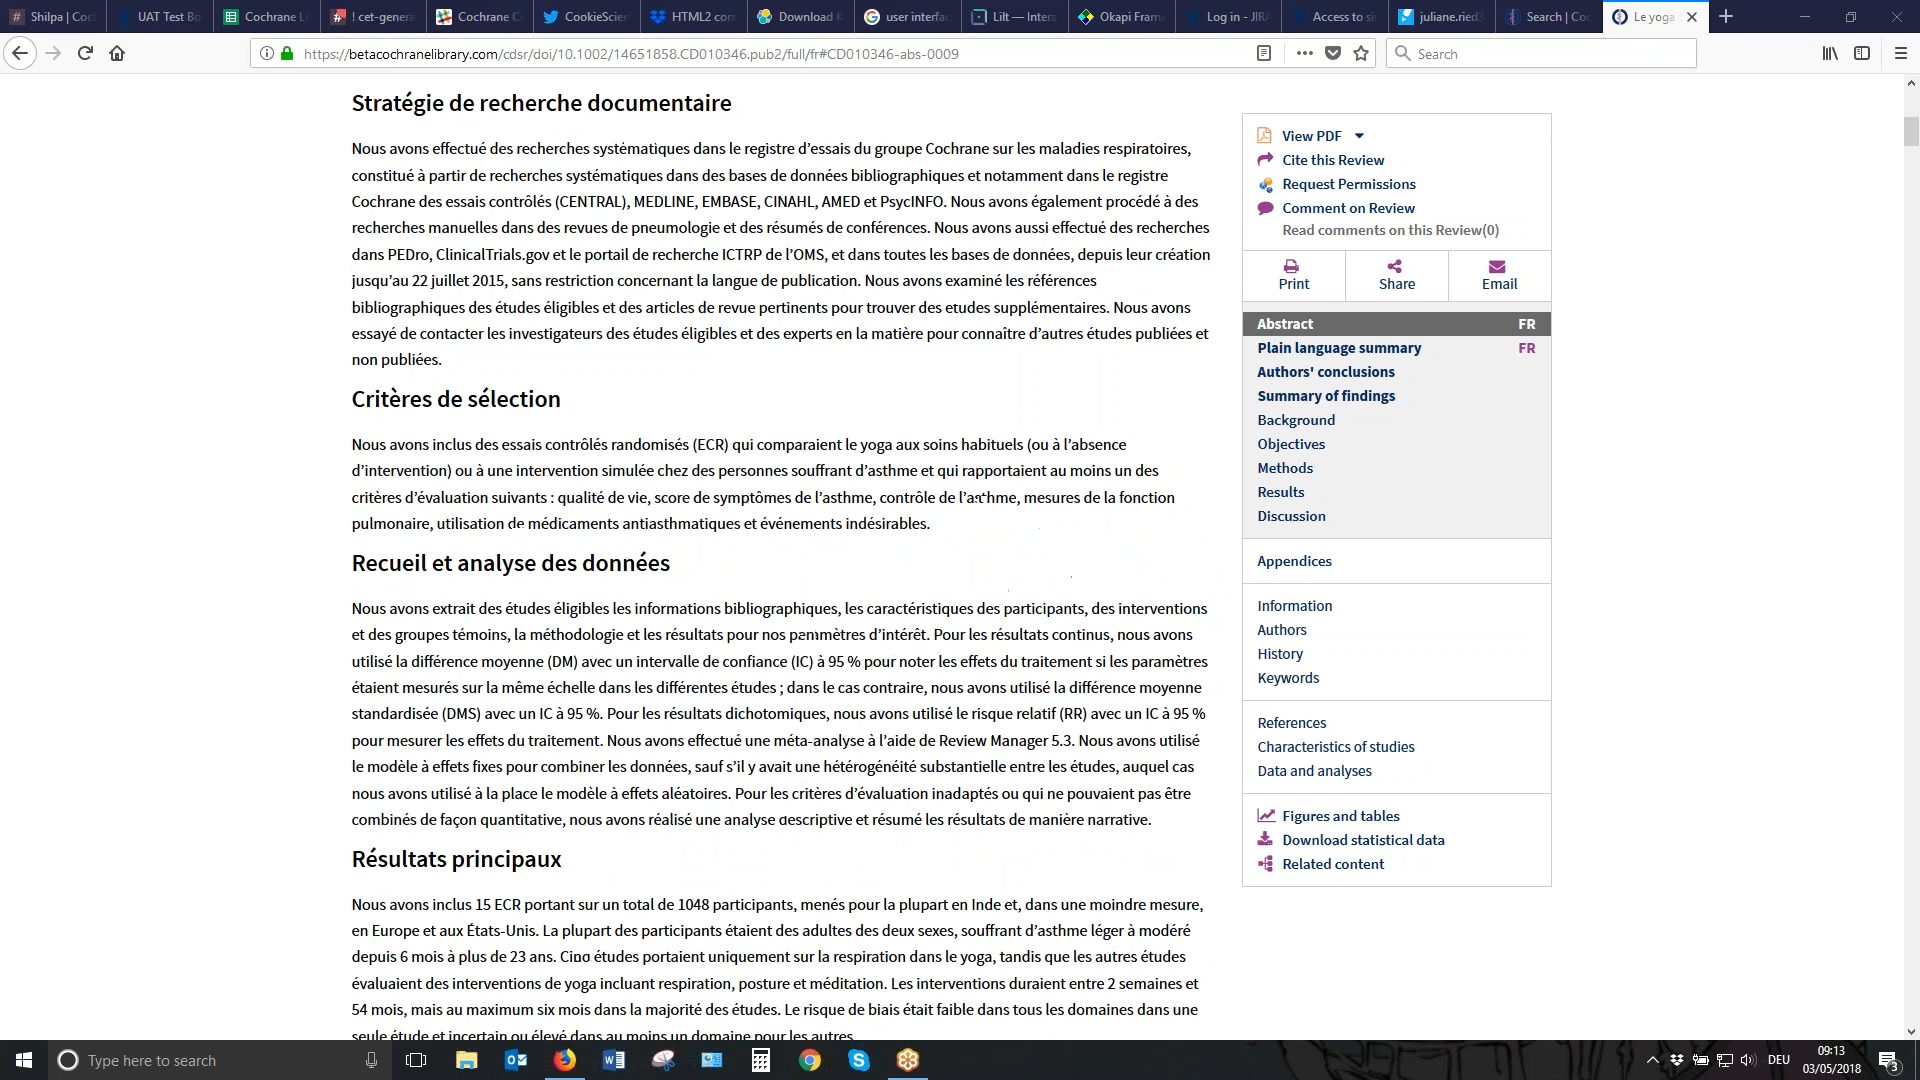 Shilpa | Coc
UAT Test Bo
Cochrane Li
! cet-genera
Cochrane C
CookieScien
HTML2 con
Download K
user interfac
Lilt — Intera
Okapi Frame
Log in - JIRA
Access to si
juliane.ried
Search | Coc
Le yoga
https://betacochranelibrary.com/cdsr/doi/10.1002/14651858.CD010346.pub2/full/fr#CD010346-abs-0009
Search
Stratégie de recherche documentaire
Nous avons effectué des recherches systématiques dans le registre d’essais du groupe Cochrane sur les maladies respiratoires,
constitué à partir de recherches systématiques dans des bases de données bibliographiques et notamment dans le registre
Cochrane des essais contrôlés (CENTRAL), MEDLINE, EMBASE, CINAHL, AMED et PsycINFO. Nous avons également procédé à des
recherches manuelles dans des revues de pneumologie et des résumés de conférences. Nous avons aussi effectué des recherches
dans PEDro, ClinicalTrials.gov et le portail de recherche ICTRP de l’OMS, et dans toutes les bases de données, depuis leur création
jusqu’au 22 juillet 2015, sans restriction concernant la langue de publication. Nous avons examiné les références
bibliographiques des études éligibles et des articles de revue pertinents pour trouver des etudes supplémentaires. Nous avons
essayé de contacter les investigateurs des études éligibles et des experts en la matière pour connaître d’autres études publiées et
non publiées.
Critères de sélection
Nous avons inclus des essais contrôlés randomisés (ECR) qui comparaient le yoga aux soins habituels (ou à l’absence
d’intervention) ou à une intervention simulée chez des personnes souffrant d’asthme et qui rapportaient au moins un des
critères d’évaluation suivants : qualité de vie, score de symptômes de l’asthme, contrôle de l’asthme, mesures de la fonction
pulmonaire, utilisation de médicaments antiasthmatiques et événements indésirables.
Recueil et analyse des données
Nous avons extrait des études éligibles les informations bibliographiques, les caractéristiques des participants, des interventions
et des groupes témoins, la méthodologie et les résultats pour nos paramètres d’intérêt. Pour les résultats continus, nous avons
utilisé la différence moyenne (DM) avec un intervalle de confiance (IC) à 95 % pour noter les effets du traitement si les paramètres
étaient mesurés sur la même échelle dans les différentes études ; dans le cas contraire, nous avons utilisé la différence moyenne
standardisée (DMS) avec un IC à 95 %. Pour les résultats dichotomiques, nous avons utilisé le risque relatif (RR) avec un IC à 95 %
pour mesurer les effets du traitement. Nous avons effectué une méta-analyse à l’aide de Review Manager 5.3. Nous avons utilisé
le modèle à effets fixes pour combiner les données, sauf s’il y avait une hétérogénéité substantielle entre les études, auquel cas
nous avons utilisé à la place le modèle à effets aléatoires. Pour les critères d’évaluation inadaptés ou qui ne pouvaient pas être
combinés de façon quantitative, nous avons réalisé une analyse descriptive et résumé les résultats de manière narrative.
Résultats principaux
Nous avons inclus 15 ECR portant sur un total de 1048 participants, menés pour la plupart en Inde et, dans une moindre mesure,
en Europe et aux États-Unis. La plupart des participants étaient des adultes des deux sexes, souffrant d’asthme léger à modéré
depuis 6 mois à plus de 23 ans. Cinq études portaient uniquement sur la respiration dans le yoga, tandis que les autres études
évaluaient des interventions de yoga incluant respiration, posture et méditation. Les interventions duraient entre 2 semaines et
54 mois, mais au maximum six mois dans la majorité des études. Le risque de biais était faible dans tous les domaines dans une
seule étude et incertain ou élevé dans au moins un domaine pour les autres.
View PDF
Cite this Review
Request Permissions
Comment on Review
Read comments on this Review(0)
Print
Share
Email
Abstract FR
Plain language summary FR
Authors' conclusions
Summary of findings
Background
Objectives
Methods
Results
Discussion
Appendices
Information
Authors
History
Keywords
References
Characteristics of studies
Data and analyses
Figures and tables
Download statistical data
Related content
Type here to search
DEU
09:13
03/05/2018
3